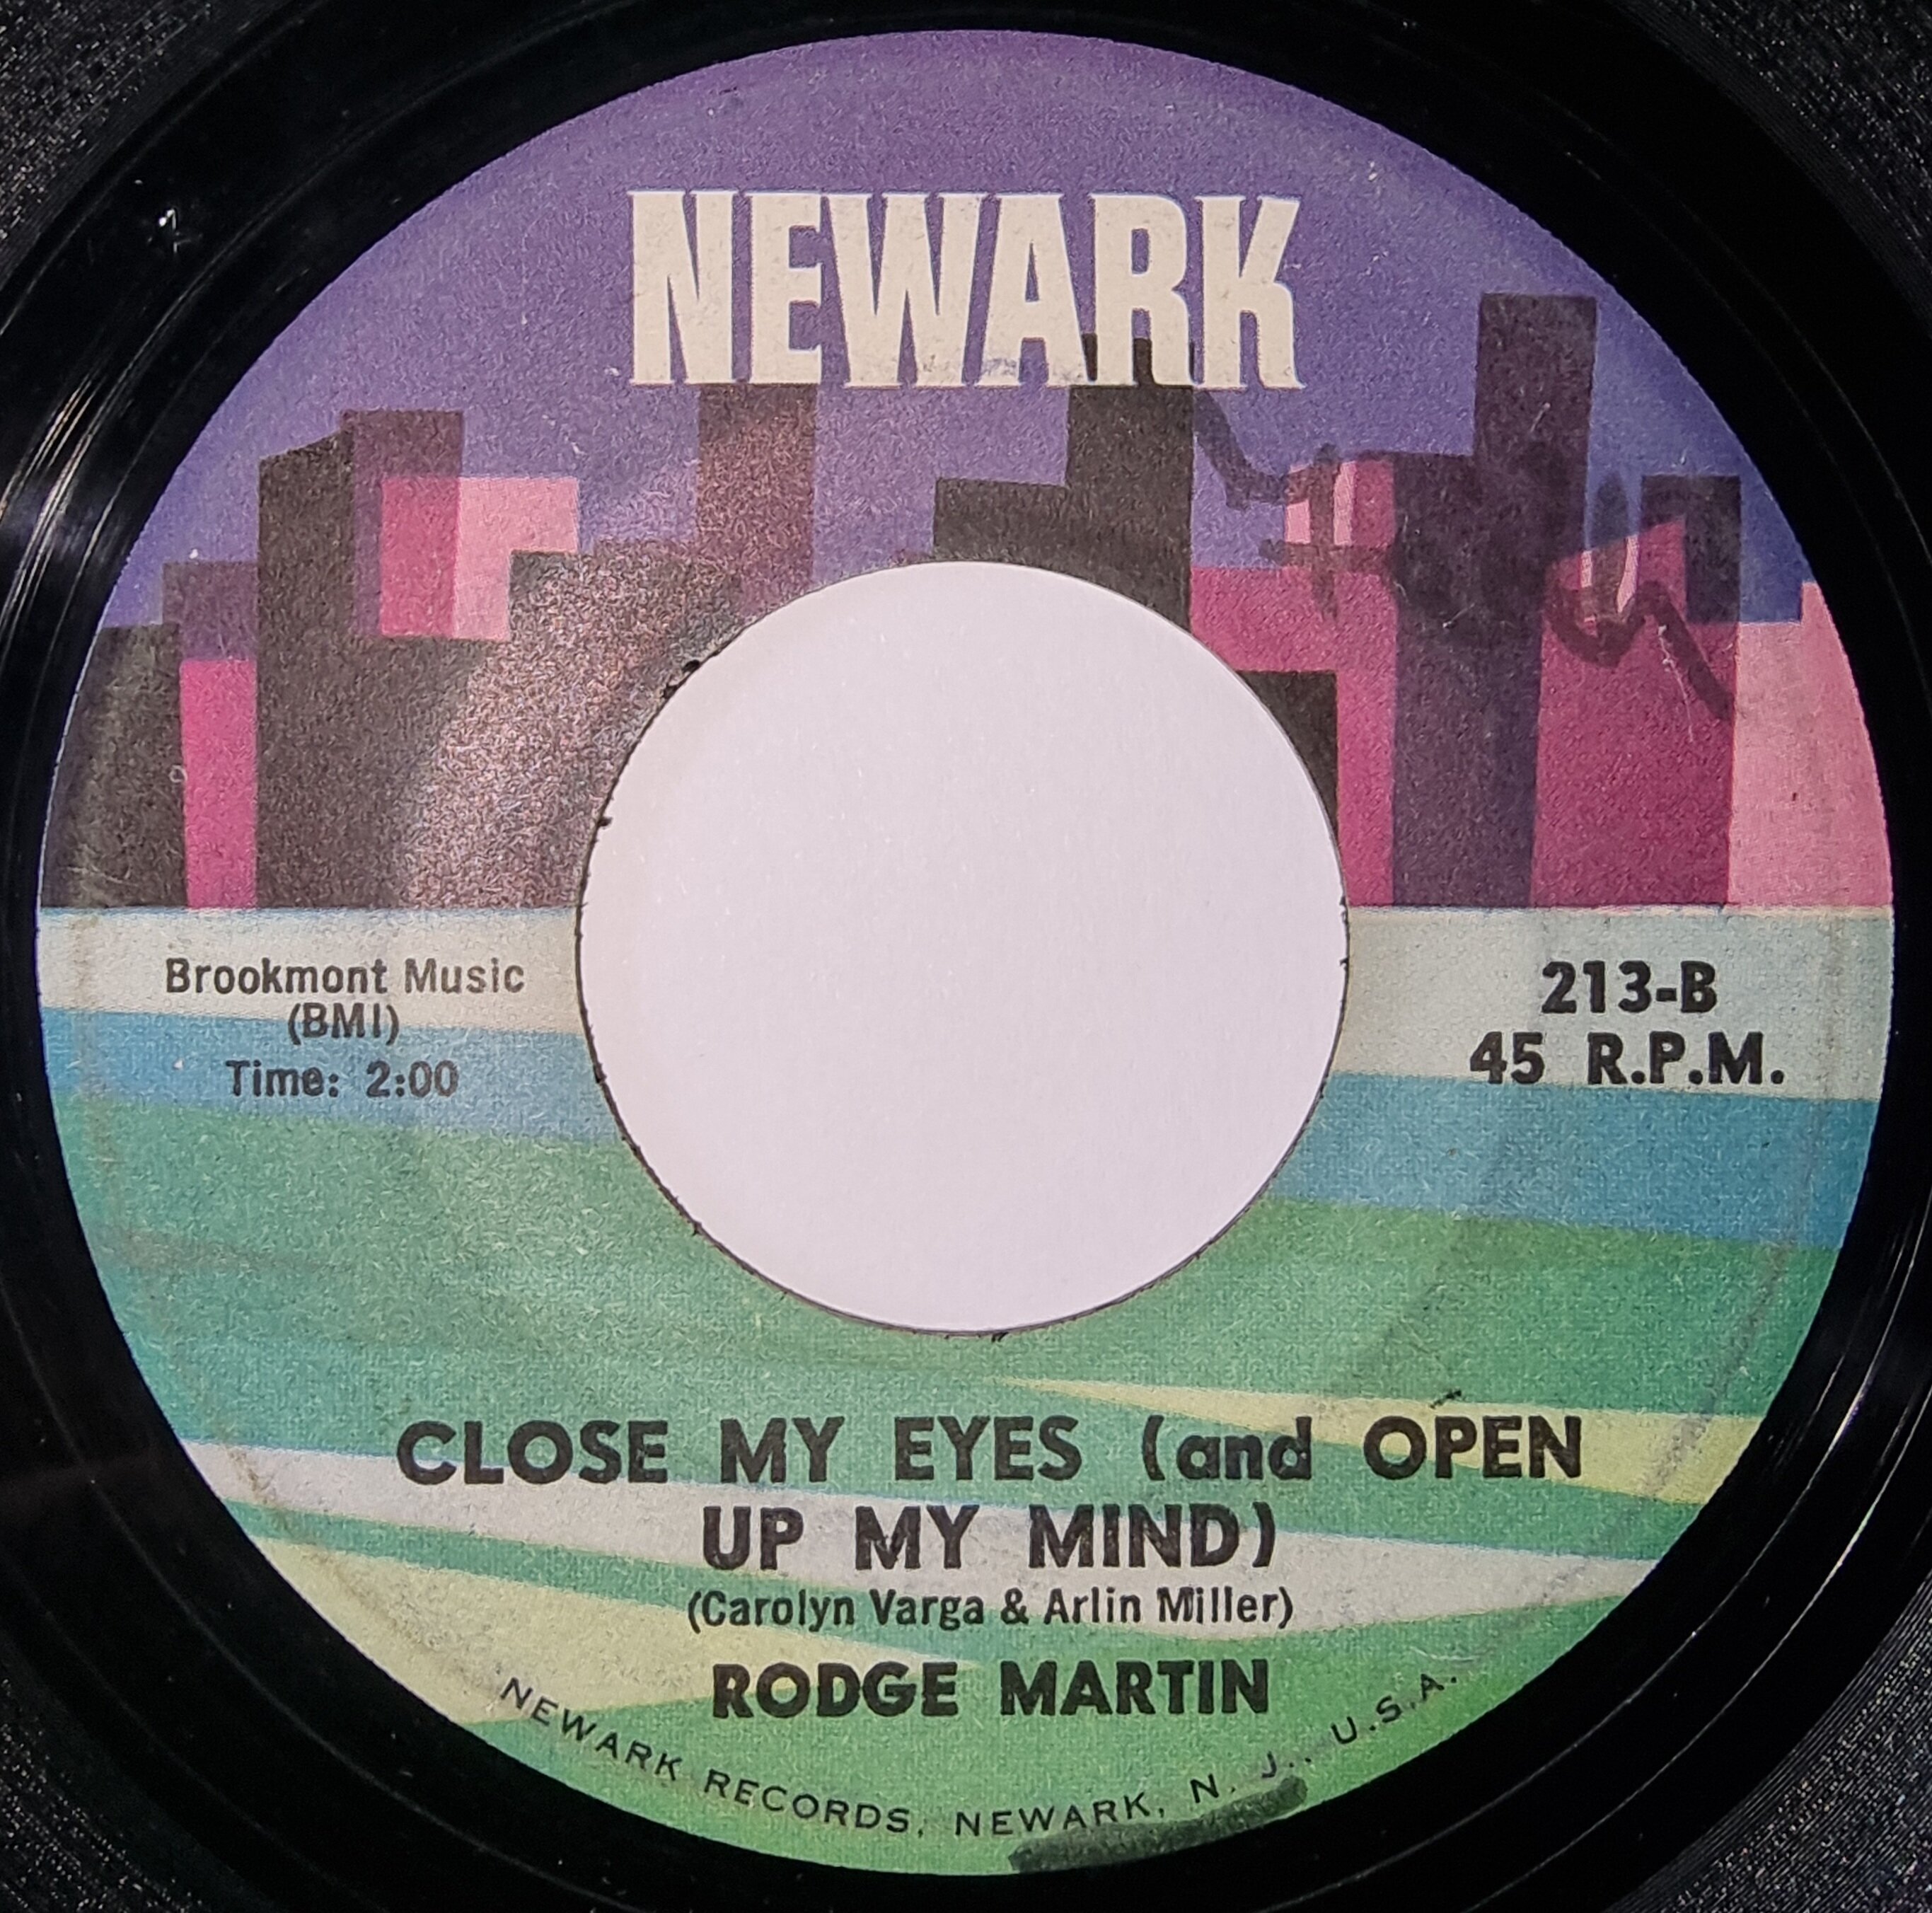 NEWARK
Brookmont Music
(BMI)
Time: 2:00
213-B
45 R.P.M.
CLOSE MY EYES (and OPEN
UP MY MIND)
(Carolyn Varga & Arlin Miller)
RODGE MARTIN
NEWARK RECORDS, NEWARK, N. J., U.S.A.